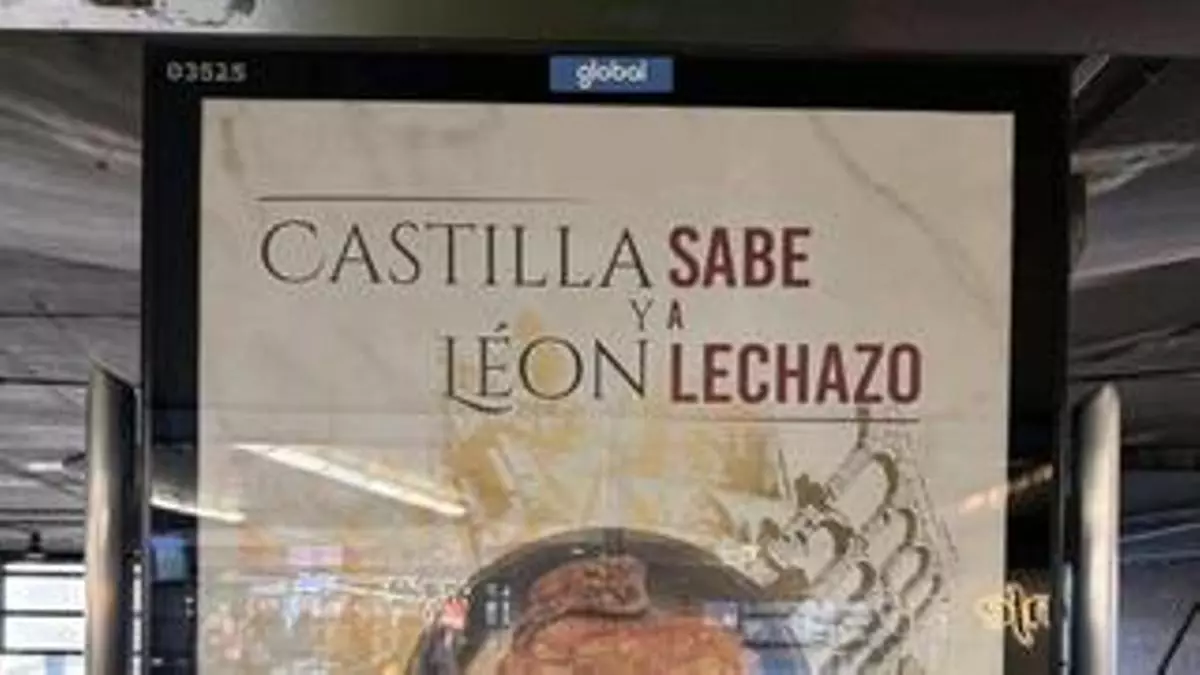 03525
global
CASTILLA SABE
Y A
LÉON LECHAZO